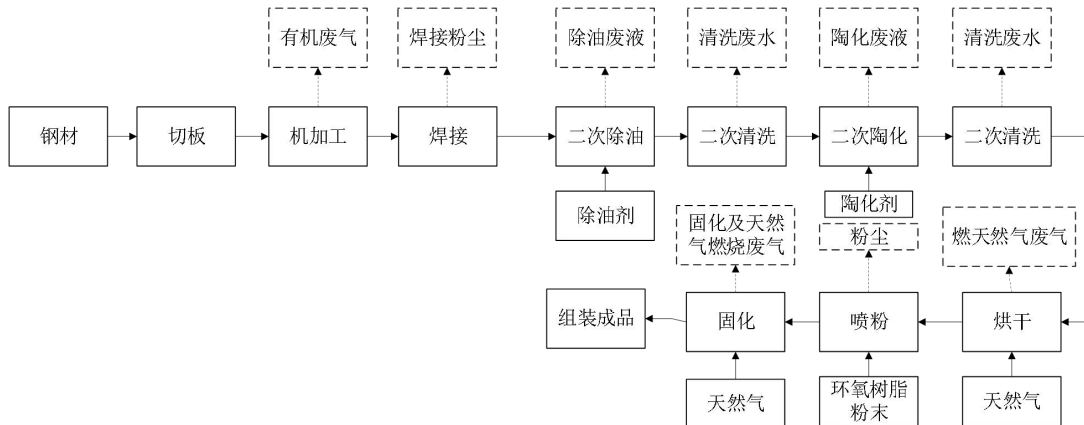 有机废气
焊接粉尘
除油废液
清洗废水
陶化废液
清洗废水
钢材
切板
机加工
焊接
二次除油
二次清洗
二次陶化
二次清洗
除油剂
陶化剂
固化及天然
气燃烧废气
粉尘
燃天然气废气
组装成品
固化
喷粉
烘干
天然气
环氧树脂
粉末
天然气